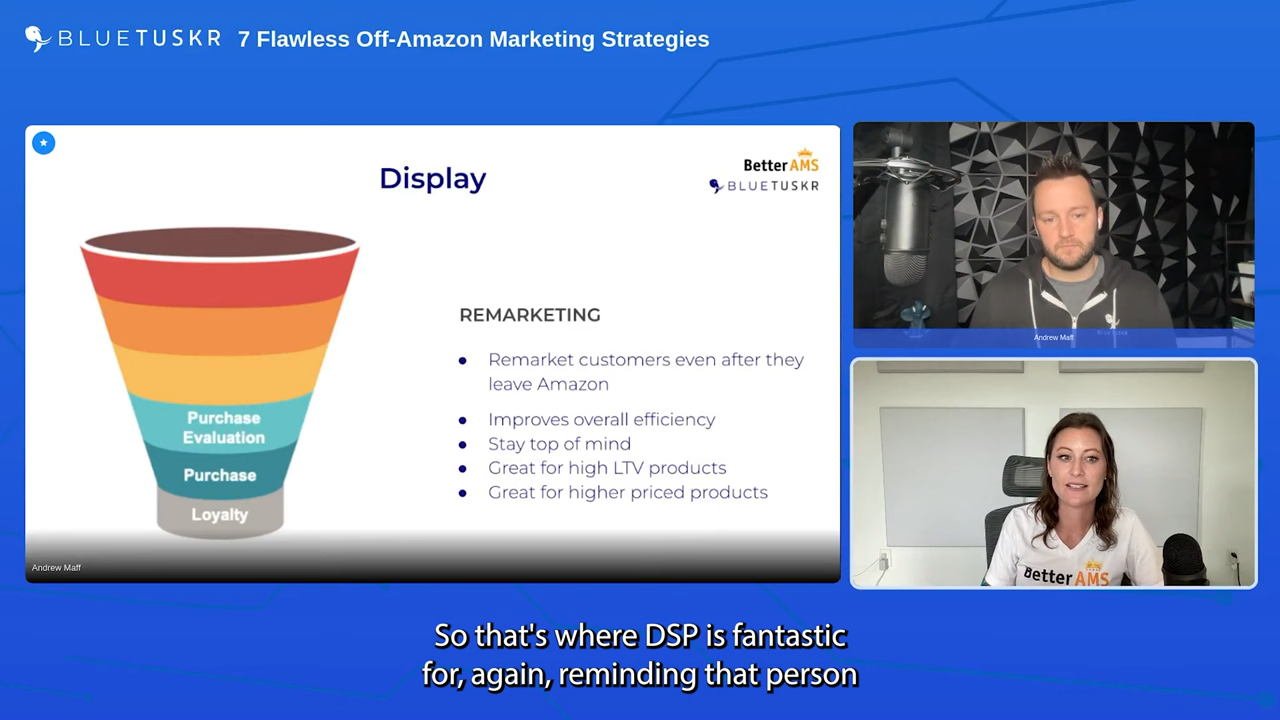 BLUETUSKR 7 Flawless Off-Amazon Marketing Strategies
Display
BetterAMS
BLUETUSKR
Purchase
Evaluation
Purchase
Loyalty
REMARKETING
● Remarket customers even after they
leave Amazon
● Improves overall efficiency
● Stay top of mind
● Great for high LTV products
● Great for higher priced products
Andrew Maff
Andrew Maff
Better AMS
So that's where DSP is fantastic
for, again, reminding that person